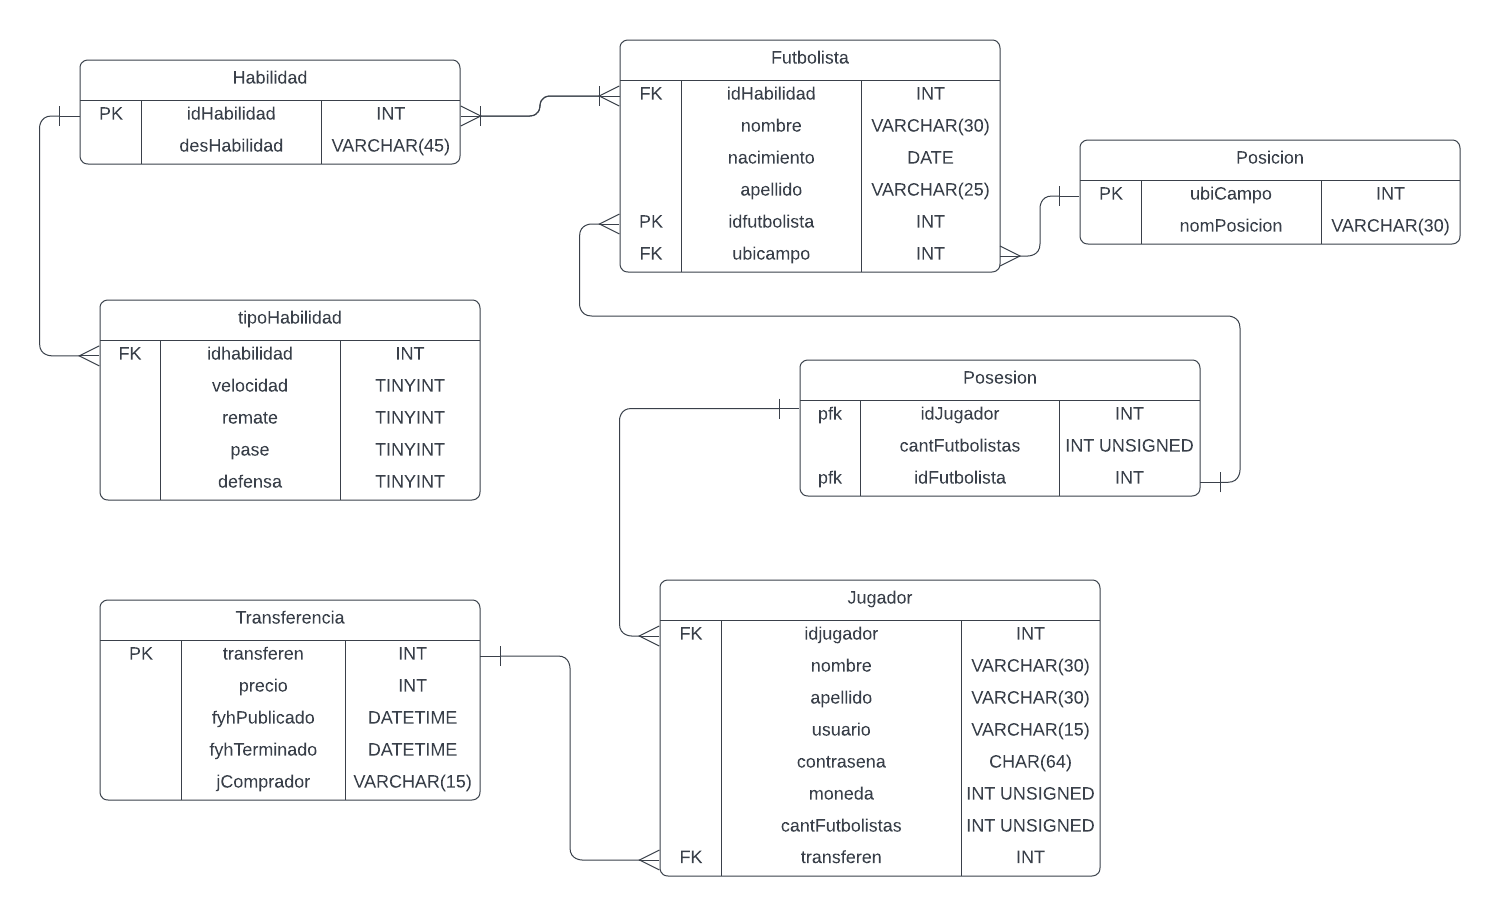 Habilidad
PK idHabilidad INT
desHabilidad VARCHAR(45)
Futbolista
FK idHabilidad INT
nombre VARCHAR(30)
nacimiento DATE
apellido VARCHAR(25)
PK idfutbolista INT
FK ubicampo INT
Posicion
PK ubiCampo INT
nomPosicion VARCHAR(30)
tipoHabilidad
FK idhabilidad INT
velocidad TINYINT
remate TINYINT
pase TINYINT
defensa TINYINT
Posesion
pfk idJugador INT
cantFutbolistas INT UNSIGNED
pfk idFutbolista INT
Transferencia
PK transferen INT
precio INT
fyhPublicado DATETIME
fyhTerminado DATETIME
jComprador VARCHAR(15)
Jugador
FK idjugador INT
nombre VARCHAR(30)
apellido VARCHAR(30)
usuario VARCHAR(15)
contrasena CHAR(64)
moneda INT UNSIGNED
cantFutbolistas INT UNSIGNED
FK transferen INT